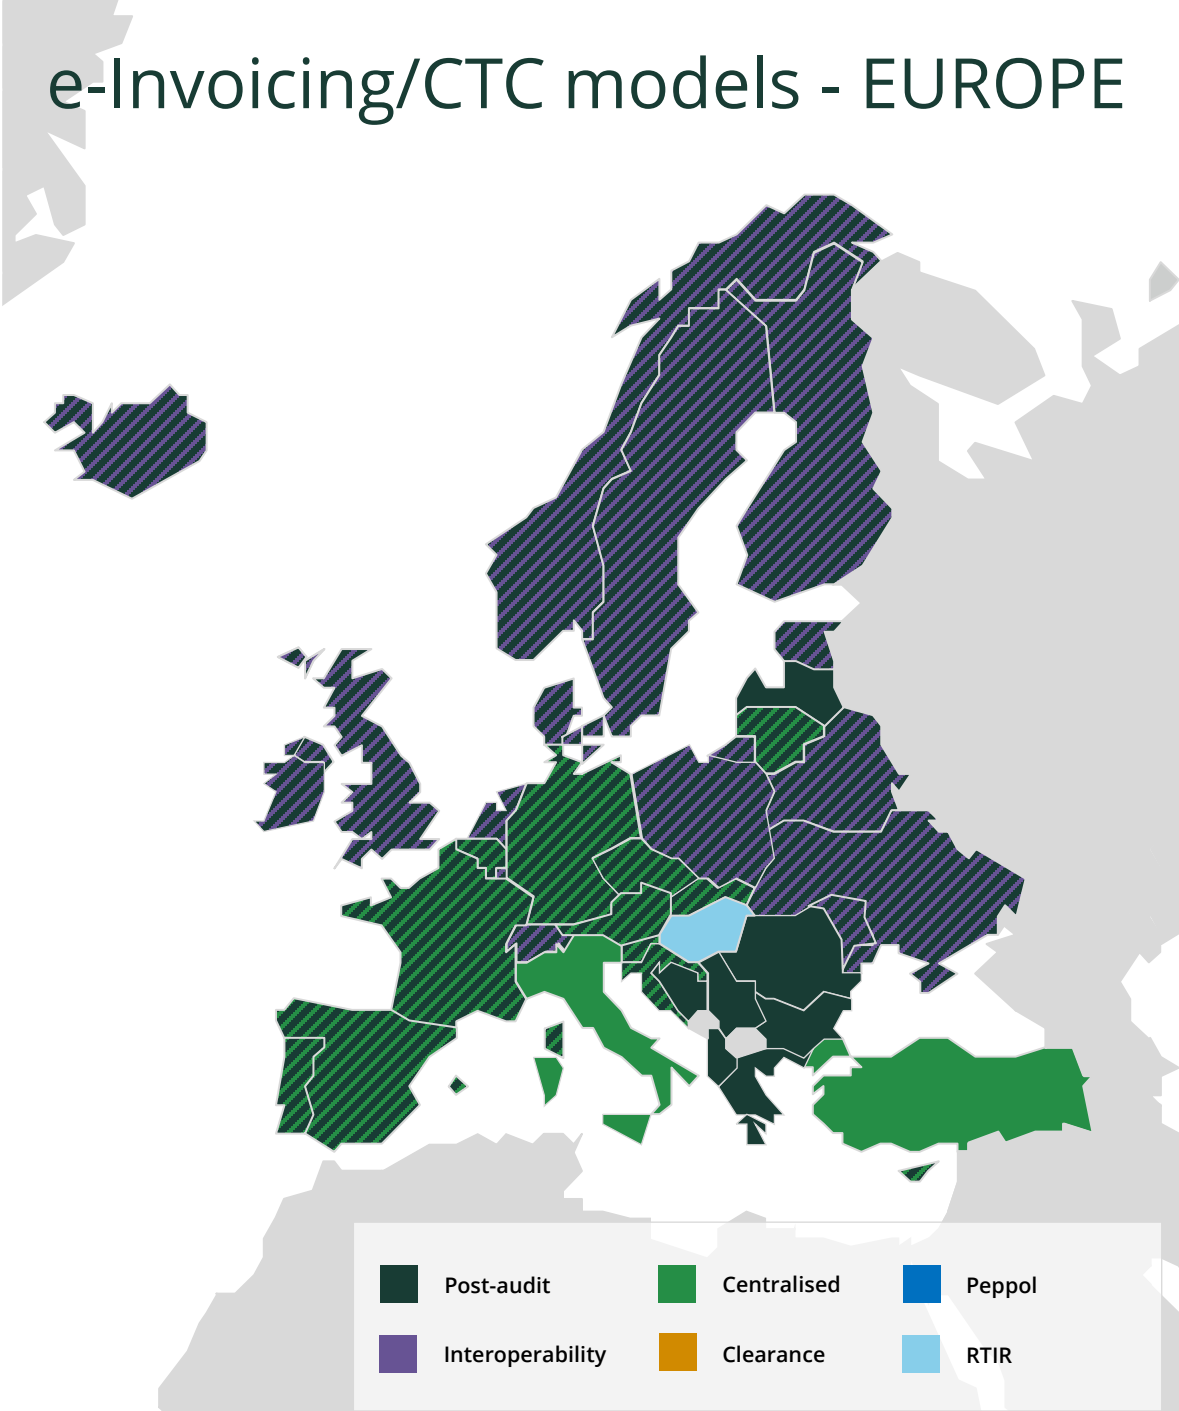 e-Invoicing/CTC models - EUROPE
Post-audit
Centralised
Peppol
Interoperability
Clearance
RTIR